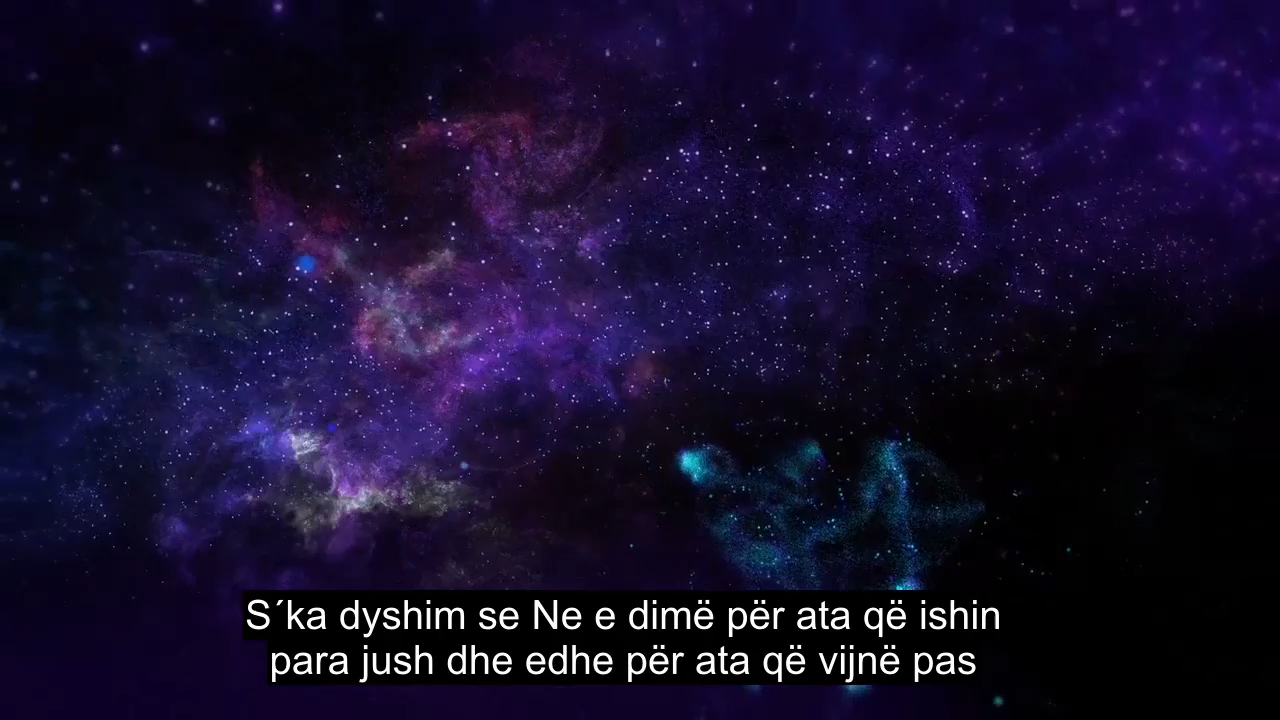 S´ka dyshim se Ne e dimë për ata që ishin
para jush dhe edhe për ata që vijnë pas